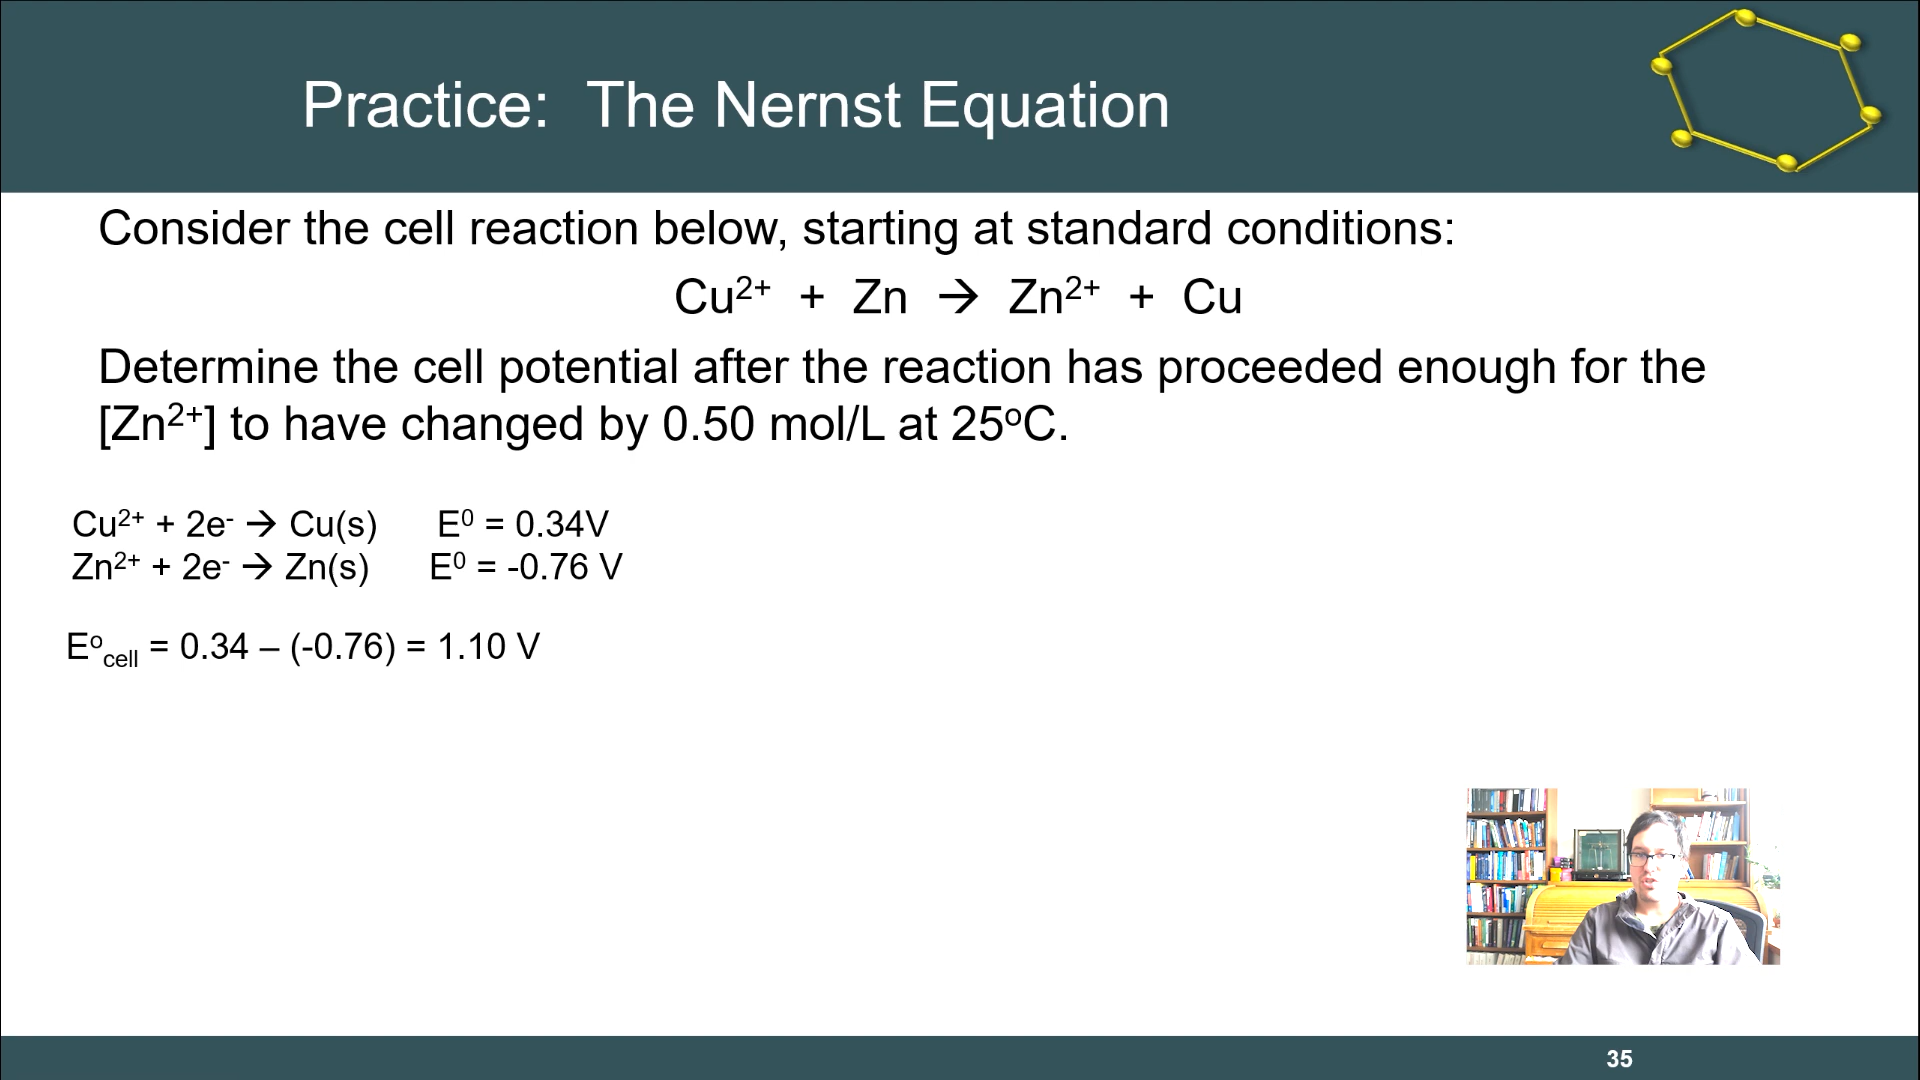 Practice:  The Nernst Equation
Consider the cell reaction below, starting at standard conditions:
Cu²⁺ + Zn → Zn²⁺ + Cu
Determine the cell potential after the reaction has proceeded enough for the
[Zn²⁺] to have changed by 0.50 mol/L at 25ᵒC.
Cu²⁺ + 2e⁻ → Cu(s) E⁰ = 0.34V
Zn²⁺ + 2e⁻ → Zn(s) E⁰ = -0.76 V
Eᵒcell = 0.34 – (-0.76) = 1.10 V
35